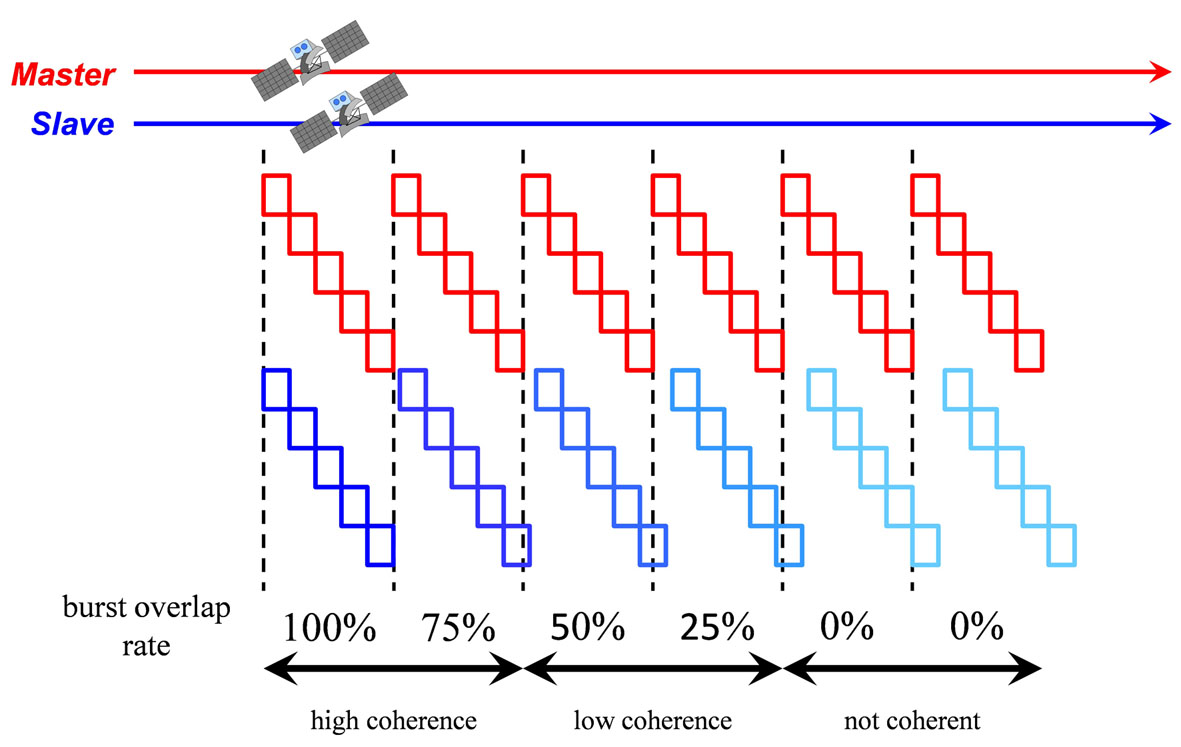 Master
Slave
burst overlap
rate
100% 75% 50% 25% 0% 0%
high coherence low coherence not coherent